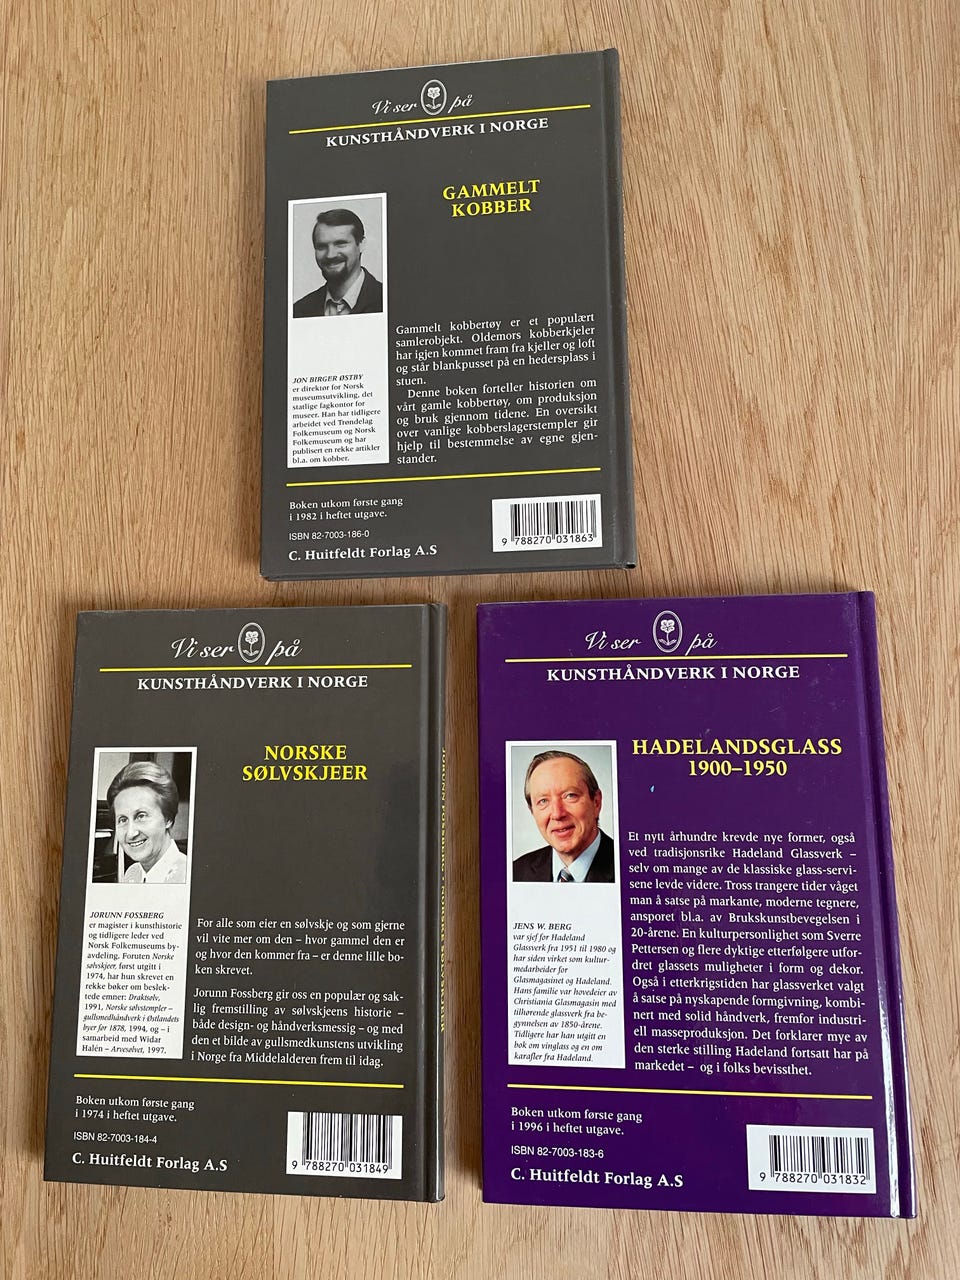 Vi ser på
KUNSTHÅNDVERK I NORGE
GAMMELT
KOBBER
JON BIRGER ØSTBY
er direktør for Norsk
museumsutvikling, det
statlige fagkontor for
museer. Han har tidligere
arbeidet ved Trøndelag
Folkemuseum og Norsk
Folkemuseum og har
publisert en rekke artikler
bl.a. om kobber.
Gammelt kobbertøy er et populært
samlerobjekt. Oldemors kobberkjeler
har igjen kommet fram fra kjeller og loft
og står blankpusset på en hedersplass i
stuen.
Denne boken forteller historien om
vårt gamle kobbertøy, om produksjon
og bruk gjennom tidene. En oversikt
over vanlige kobberslagerstempler gir
hjelp til bestemmelse av egne gjen-
stander.
Boken utkom første gang
i 1982 i heftet utgave.
ISBN 82-7003-186-0
C. Huitfeldt Forlag A.S
9 788270 031863
Vi ser på
KUNSTHÅNDVERK I NORGE
NORSKE
SØLVSKJEER
JORUNN FOSSBERG
er magister i kunsthistorie
og tidligere leder ved
Norsk Folkemuseums by-
avdeling. Foruten Norske
sølvskjeer, først utgitt i
1974, har hun skrevet en
rekke bøker om beslek-
tede emner: Draktsølv,
1991, Norske sølvstempler –
gullsmedhåndverk i Østlandets
byer før 1878, 1994, og – i
samarbeid med Widar
Halén – Arvesølvet, 1997.
For alle som eier en sølvskje og som gjerne
vil vite mer om den – hvor gammel den er
og hvor den kommer fra – er denne lille bo-
ken skrevet.
Jorunn Fossberg gir oss en populær og sak-
lig fremstilling av sølvskjeens historie –
både design- og håndverksmessig – og med
den et bilde av gullsmedkunstens utvikling
i Norge fra Middelalderen frem til idag.
Boken utkom første gang
i 1974 i heftet utgave.
ISBN 82-7003-184-4
C. Huitfeldt Forlag A.S
9 788270 031849
JORUNN FOSSBERG NORSKE SØLVSKJEER
Vi ser på
KUNSTHÅNDVERK I NORGE
HADELANDSGLASS
1900–1950
JENS W. BERG
var sjef for Hadeland
Glassverk fra 1951 til 1980 og
har siden virket som kultur-
medarbeider for
Glasmagasinet og Hadeland.
Hans familie var hovedeier av
Christiania Glasmagasin med
tilhørende glassverk fra be-
gynnelsen av 1850-årene.
Tidligere har han utgitt en
bok om vinglass og en om
karafler fra Hadeland.
Et nytt århundre krevde nye former, også
ved tradisjonsrike Hadeland Glassverk –
selv om mange av de klassiske glass-servi-
sene levde videre. Tross trangere tider våget
man å satse på markante, moderne tegnere,
ansporet bl.a. av Brukskunstbevegelsen i
20-årene. En kulturpersonlighet som Sverre
Pettersen og flere dyktige etterfølgere utfor-
dret glassets muligheter i form og dekor.
Også i etterkrigstiden har glassverket valgt
å satse på nyskapende formgivning, kombi-
nert med solid håndverk, fremfor industri-
ell masseproduksjon. Det forklarer mye av
den sterke stilling Hadeland fortsatt har på
markedet – og i folks bevissthet.
Boken utkom første gang
i 1996 i heftet utgave.
ISBN 82-7003-183-6
C. Huitfeldt Forlag A.S
9 788270 031832